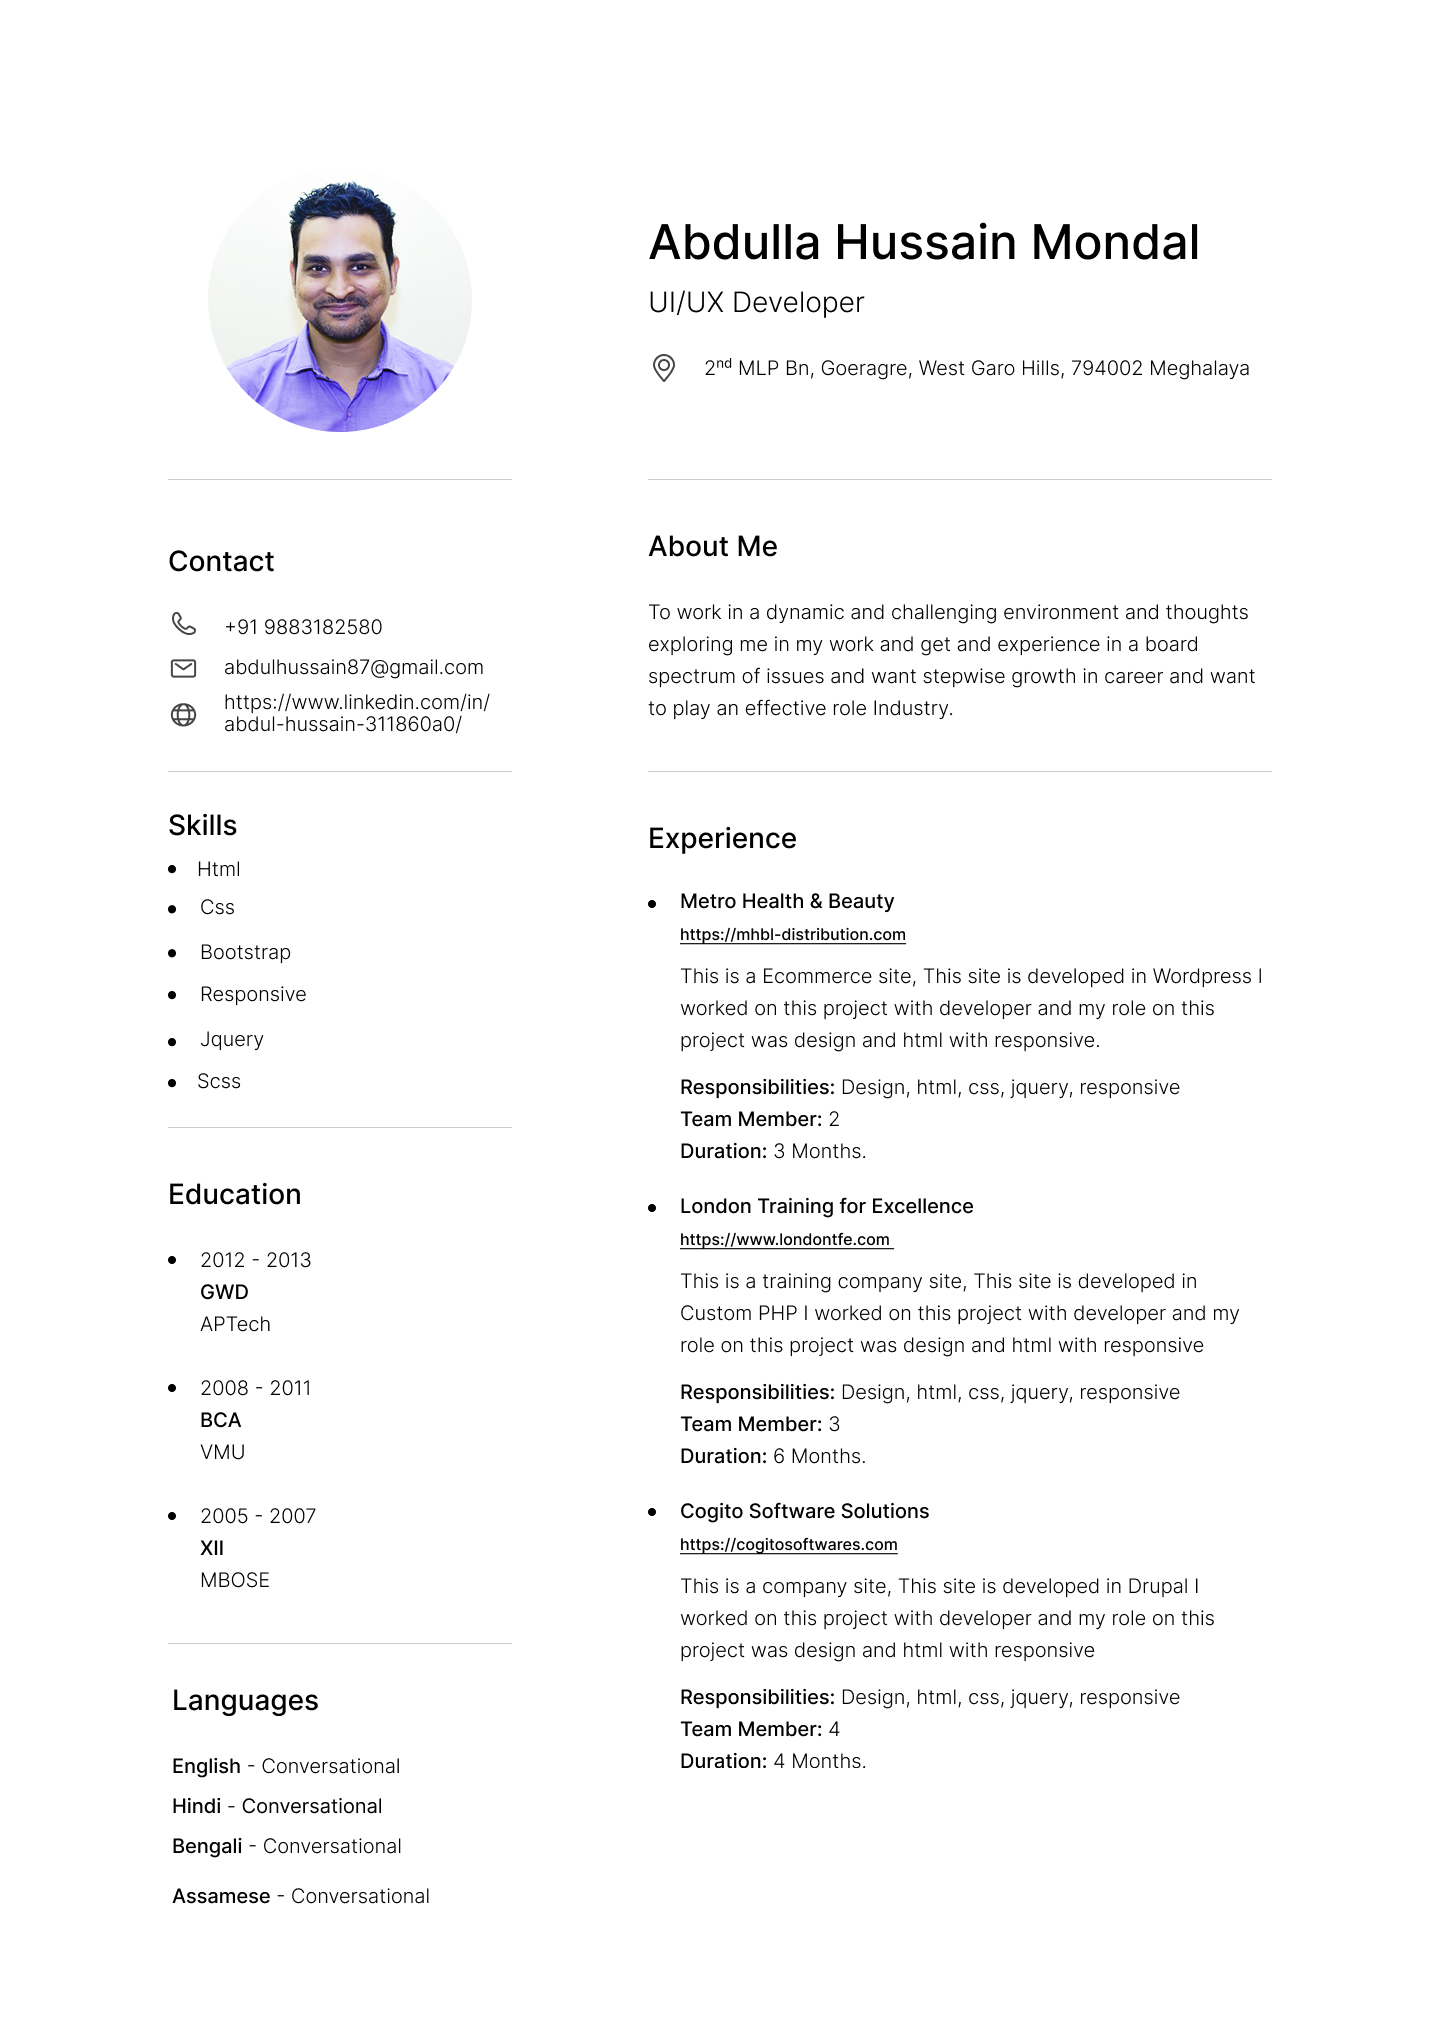 Abdulla Hussain Mondal
UI/UX Developer
2nd MLP Bn, Goeragre, West Garo Hills, 794002 Meghalaya
Contact
+91 9883182580
abdulhussain87@gmail.com
https://www.linkedin.com/in/
abdul-hussain-311860a0/
Skills
Html
Css
Bootstrap
Responsive
Jquery
Scss
Education
2012 - 2013
GWD
APTech
2008 - 2011
BCA
VMU
2005 - 2007
XII
MBOSE
Languages
English - Conversational
Hindi - Conversational
Bengali - Conversational
Assamese - Conversational
About Me
To work in a dynamic and challenging environment and thoughts
exploring me in my work and get and experience in a board
spectrum of issues and want stepwise growth in career and want
to play an effective role Industry.
Experience
Metro Health & Beauty
https://mhbl-distribution.com
This is a Ecommerce site, This site is developed in Wordpress I
worked on this project with developer and my role on this
project was design and html with responsive.
Responsibilities: Design, html, css, jquery, responsive
Team Member: 2
Duration: 3 Months.
London Training for Excellence
https://www.londontfe.com
This is a training company site, This site is developed in
Custom PHP I worked on this project with developer and my
role on this project was design and html with responsive
Responsibilities: Design, html, css, jquery, responsive
Team Member: 3
Duration: 6 Months.
Cogito Software Solutions
https://cogitosoftwares.com
This is a company site, This site is developed in Drupal I
worked on this project with developer and my role on this
project was design and html with responsive
Responsibilities: Design, html, css, jquery, responsive
Team Member: 4
Duration: 4 Months.